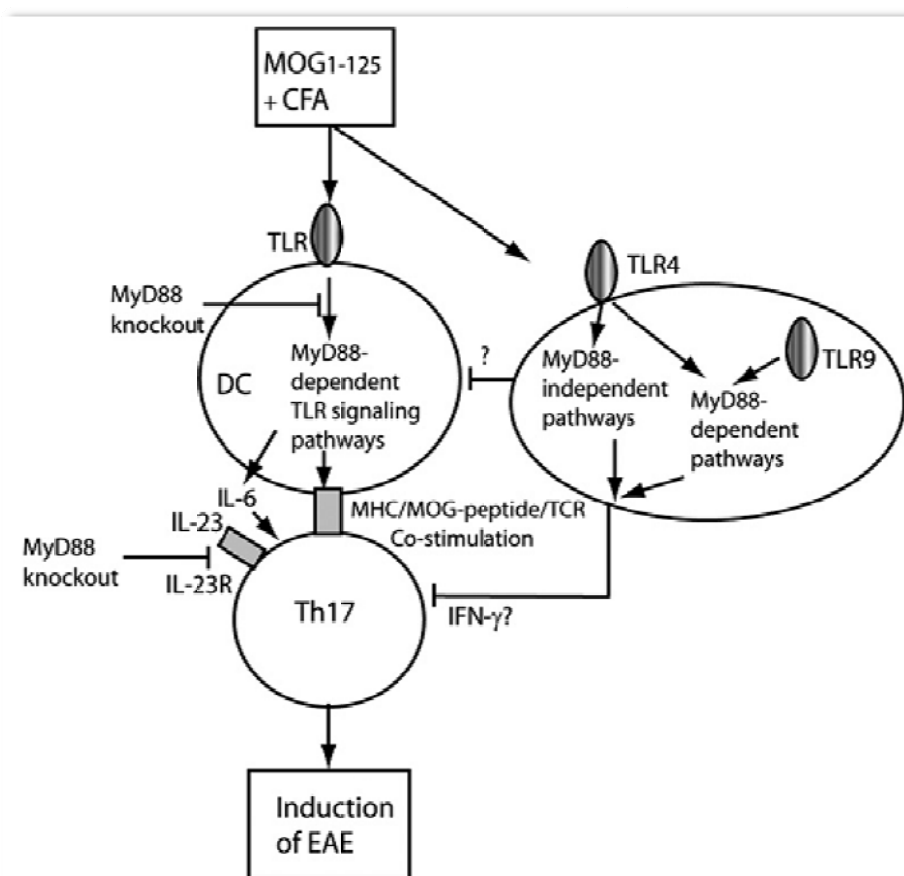 MOG1-125
+ CFA
TLR
TLR4
MyD88
knockout
TLR9
DC
MyD88-
dependent
TLR signaling
pathways
?
MyD88-
independent
pathways
MyD88-
dependent
pathways
IL-6
IL-23
MHC/MOG-peptide/TCR
Co-stimulation
MyD88
knockout
IL-23R
Th17
IFN-γ?
Induction
of EAE